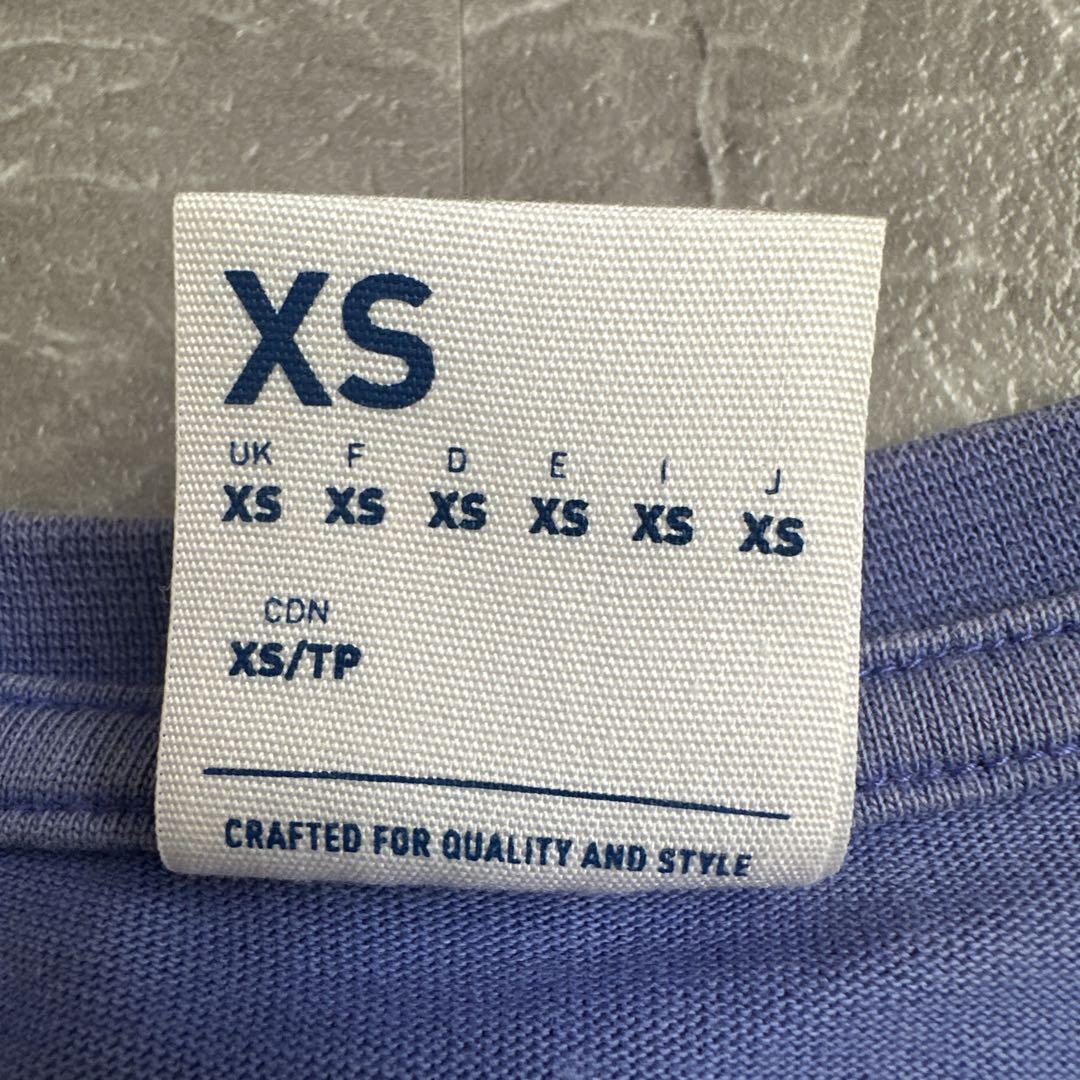 XS
UK F D E I J
XS XS XS XS XS XS
CDN
XS/TP
CRAFTED FOR QUALITY AND STYLE